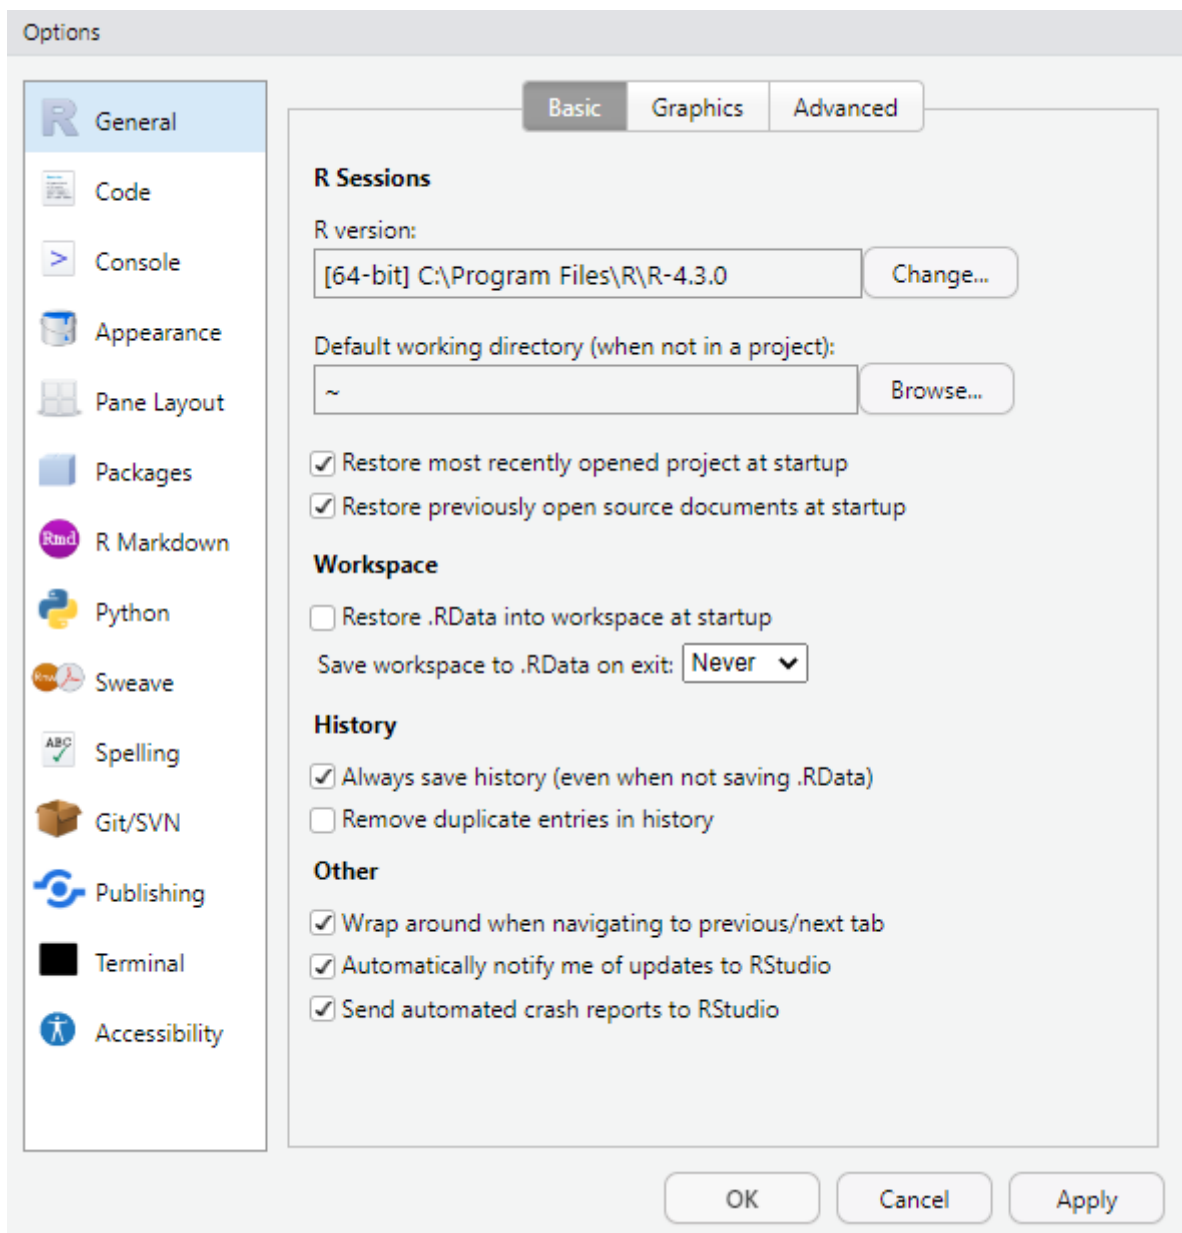 Options
General
Code
Console
Appearance
Pane Layout
Packages
Rmd R Markdown
Python
Rnw Sweave
ABC Spelling
Git/SVN
Publishing
Terminal
Accessibility
Basic Graphics Advanced
R Sessions
R version:
[64-bit] C:\Program Files\R\R-4.3.0 Change...
Default working directory (when not in a project):
~ Browse...
Restore most recently opened project at startup
Restore previously open source documents at startup
Workspace
Restore .RData into workspace at startup
Save workspace to .RData on exit: Never
History
Always save history (even when not saving .RData)
Remove duplicate entries in history
Other
Wrap around when navigating to previous/next tab
Automatically notify me of updates to RStudio
Send automated crash reports to RStudio
OK Cancel Apply